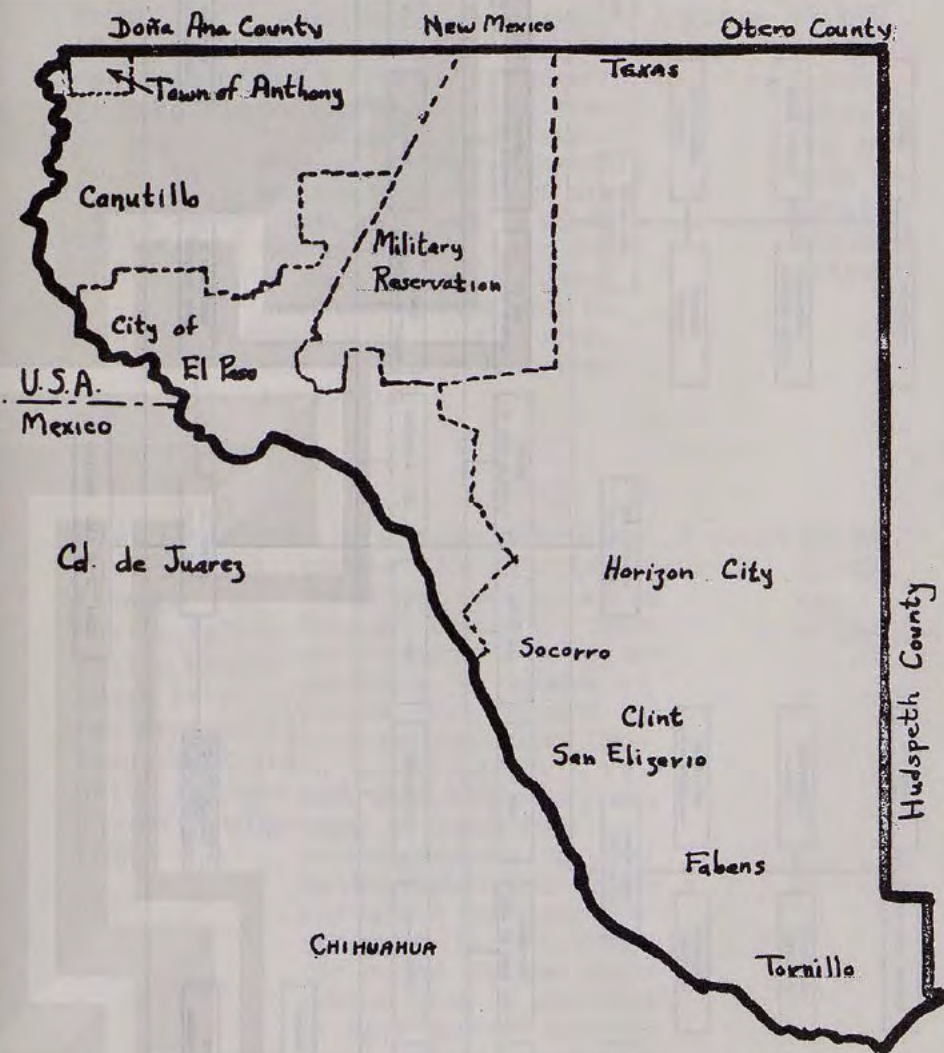 Doña Ana County New Mexico Otero County
TEXAS
Town of Anthony
Canutillo
Military
Reservation
City of
El Paso
U.S.A.
Mexico
Cd. de Juarez
Horizon City
Socorro
Hudspeth County
Clint
San Elizario
Fabens
CHIHUAHUA
Tornillo